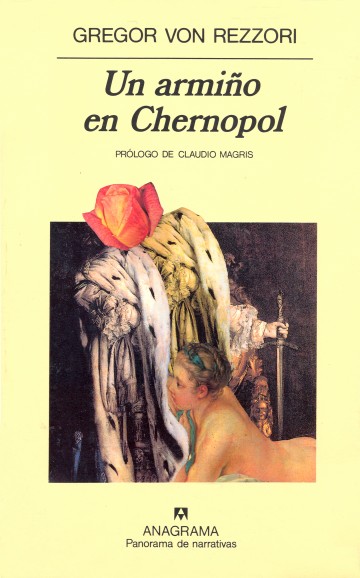 GREGOR VON REZZORI
Un armiño
en Chernopol
PRÓLOGO DE CLAUDIO MAGRIS
ANAGRAMA
Panorama de narrativas